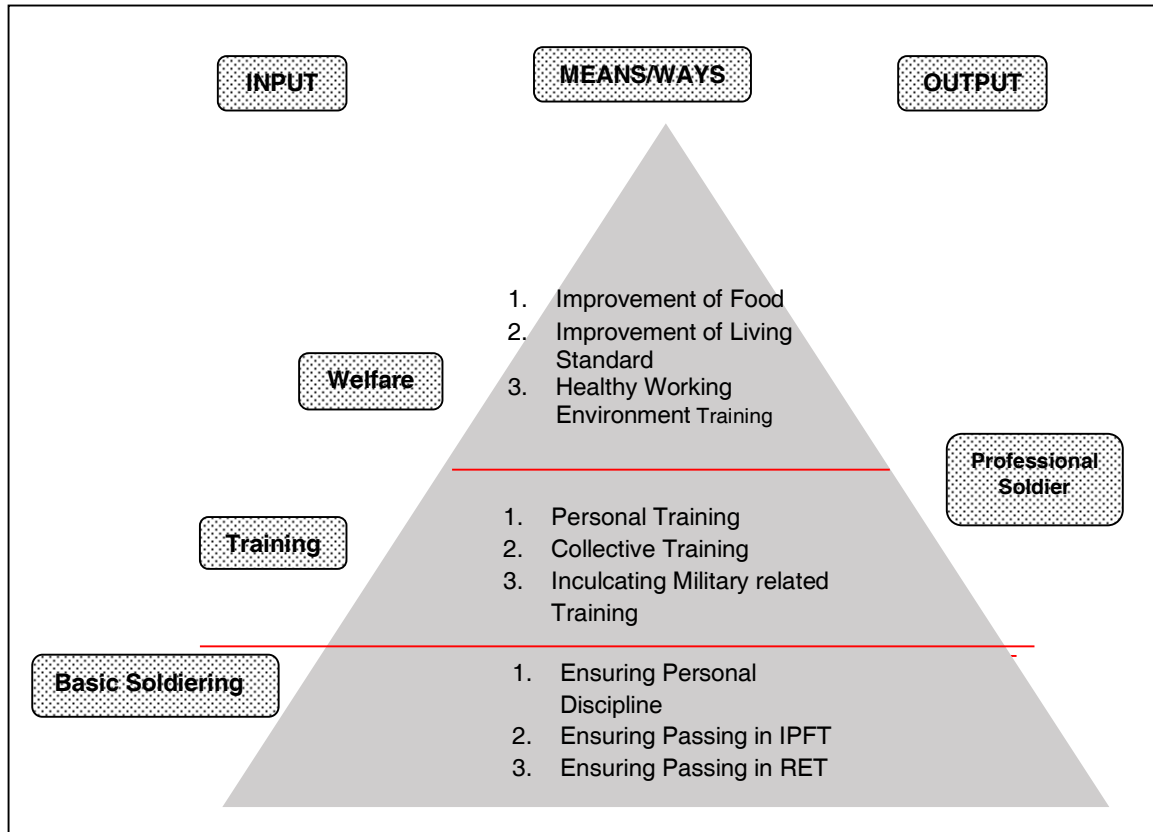 INPUT
MEANS/WAYS
OUTPUT
1. Improvement of Food
2. Improvement of Living
Standard
3. Healthy Working
Environment Training
Welfare
Professional
Soldier
1. Personal Training
2. Collective Training
3. Inculcating Military related
Training
Training
Basic Soldiering
1. Ensuring Personal
Discipline
2. Ensuring Passing in IPFT
3. Ensuring Passing in RET